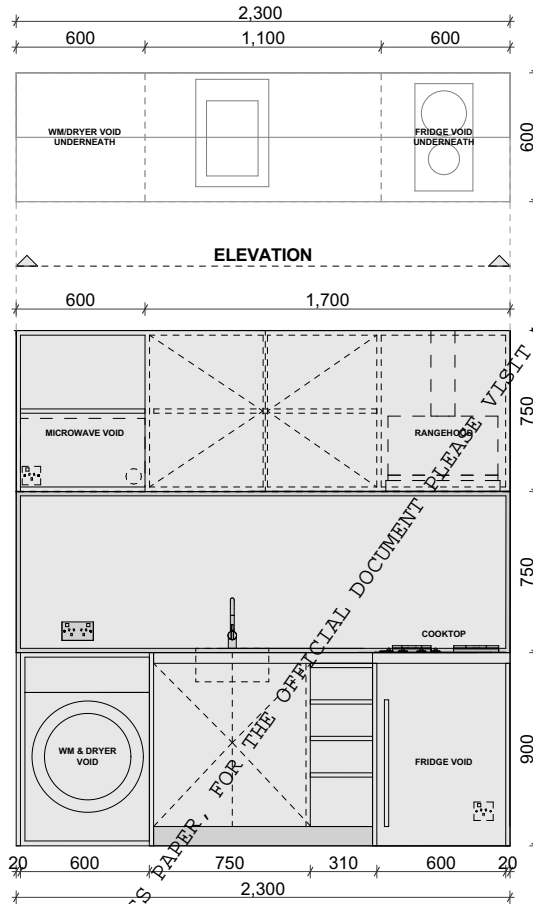 2,300
600 1,100 600
WM/DRYER VOID
UNDERNEATH
FRIDGE VOID
UNDERNEATH
600
ELEVATION
600 1,700
MICROWAVE VOID
RANGEHOOD
750
750
COOKTOP
WM & DRYER
VOID
FRIDGE VOID
900
20 600 750 310 600 20
2,300
SS PAPER, FOR THE OFFICIAL DOCUMENT PLEASE VISIT